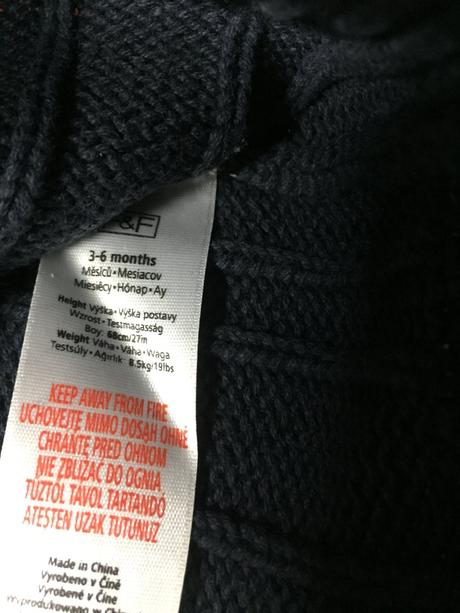 &F
3-6 months
Měsíců•Mesiacov
Miesięcy•Hónap•Ay
Height Výška•Výška postavy
Wzrost•Testmagasság
Boy: 68cm/27in
Weight Váha•Váha•Waga
Testsúly•Ağırlık: 8.5kg/19lbs
KEEP AWAY FROM FIRE
UCHOVEJTE MIMO DOSAH OHNĚ
CHRÁŇTE PRED OHŇOM
NIE ZBLIŻAĆ DO OGNIA
TŰZTŐL TÁVOL TARTANDÓ
ATEŞTEN UZAK TUTUNUZ
Made in China
Vyrobeno v Číně
Vyrobené v Číne
Wyprodukowano w